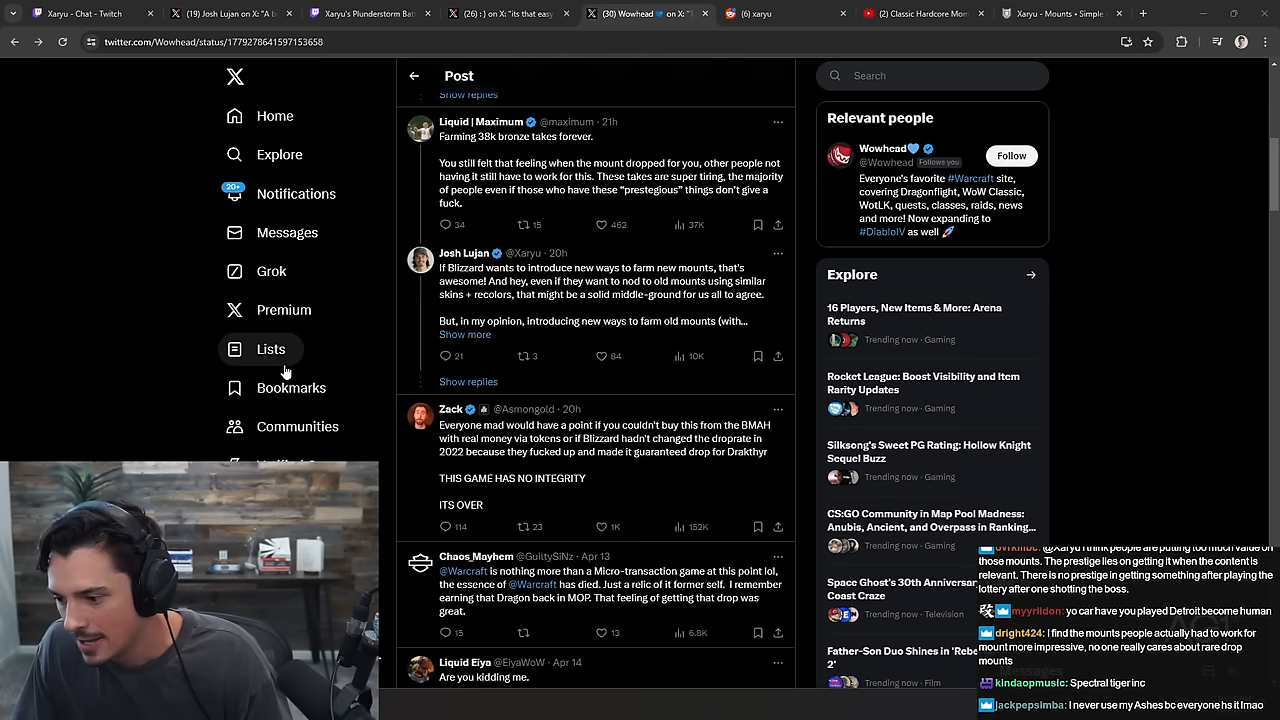 Xaryu - Chat - Twitch
(19) Josh Lujan on X: "A b
Xaryu's Plunderstorm Bat
(26) : ) on X: "its that easy
(30) Wowhead 💙 on X: "
(6) xaryu
(2) Classic Hardcore Mom
Xaryu - Mounts • Simple
twitter.com/Wowhead/status/1779278641597153658
Home
Explore
20+
Notifications
Messages
Grok
Premium
Lists
Bookmarks
Communities
Post
Show replies
Liquid | Maximum @maximum · 21h
Farming 38k bronze takes forever.
You still felt that feeling when the mount dropped for you, other people not
having it still have to work for this. These takes are super tiring, the majority
of people even if those who have these “prestegious” things don’t give a
fuck.
34 15 462 37K
Josh Lujan @Xaryu · 20h
If Blizzard wants to introduce new ways to farm new mounts, that’s
awesome! And hey, even if they want to nod to old mounts using similar
skins + recolors, that might be a solid middle-ground for us all to agree.
But, in my opinion, introducing new ways to farm old mounts (with...
Show more
21 3 84 10K
Show replies
Zack @Asmongold · 20h
Everyone mad would have a point if you couldn't buy this from the BMAH
with real money via tokens or if Blizzard hadn't changed the droprate in
2022 because they fucked up and made it guaranteed drop for Drakthyr
THIS GAME HAS NO INTEGRITY
ITS OVER
114 23 1K 152K
Chaos_Mayhem @GuiltySiNz · Apr 13
@Warcraft is nothing more than a Micro-transaction game at this point lol,
the essence of @Warcraft has died. Just a relic of it former self. I remember
earning that Dragon back in MOP. That feeling of getting that drop was
great.
15 13 6.8K
Liquid Eiya @EiyaWoW · Apr 14
Are you kidding me.
Search
Relevant people
Wowhead💙
@Wowhead Follows you
Follow
Everyone’s favorite #Warcraft site,
covering Dragonflight, WoW Classic,
WotLK, quests, classes, raids, news
and more! Now expanding to
#DiabloIV as well 🚀
Explore
16 Players, New Items & More: Arena
Returns
Trending now · Gaming
Rocket League: Boost Visibility and Item
Rarity Updates
Trending now · Gaming
Silksong's Sweet PG Rating: Hollow Knight
Sequel Buzz
Trending now · Gaming
CS:GO Community in Map Pool Madness:
Anubis, Ancient, and Overpass in Ranking...
Trending now · Gaming
Space Ghost's 30th Anniversar
Coast Craze
Trending now · Television
Father-Son Duo Shines in 'Rebe
2'
Trending now · Film
@Xaryu I think people are putting too much value on
those mounts. The prestige lies on getting it when the content is
relevant. There is no prestige in getting something after playing the
lottery after one shotting the boss.
改 myyrlidon: yo car have you played Detroit become human
dright424: I find the mounts people actually had to work for
mount more impressive, no one really cares about rare drop
mounts
Messages
kindaopmusic: Spectral tiger inc
jackpepsimba: I never use my Ashes bc everyone hs it lmao